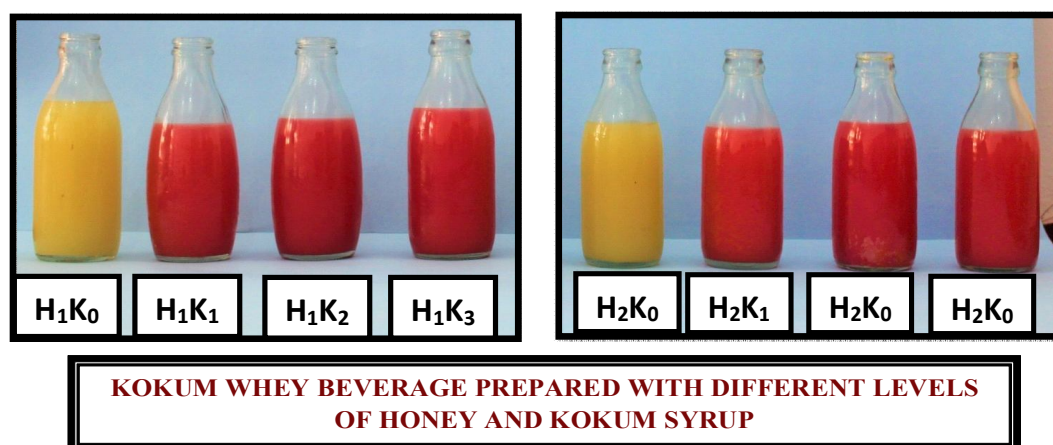 H₁K₀ H₁K₁ H₁K₂ H₁K₃
H₂K₀ H₂K₁ H₂K₀ H₂K₀
KOKUM WHEY BEVERAGE PREPARED WITH DIFFERENT LEVELS
OF HONEY AND KOKUM SYRUP